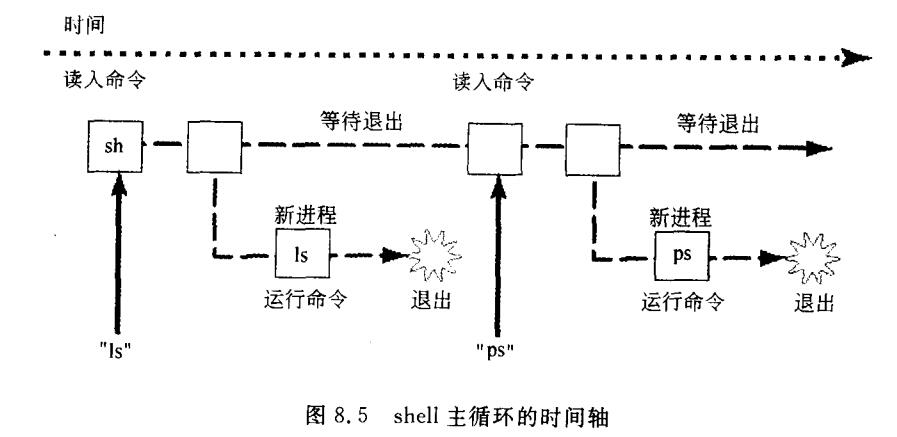 时间
读入命令 读入命令
等待退出 等待退出
sh
新进程 新进程
ls ps
运行命令 退出 运行命令 退出
"ls" "ps"
图 8.5 shell 主循环的时间轴